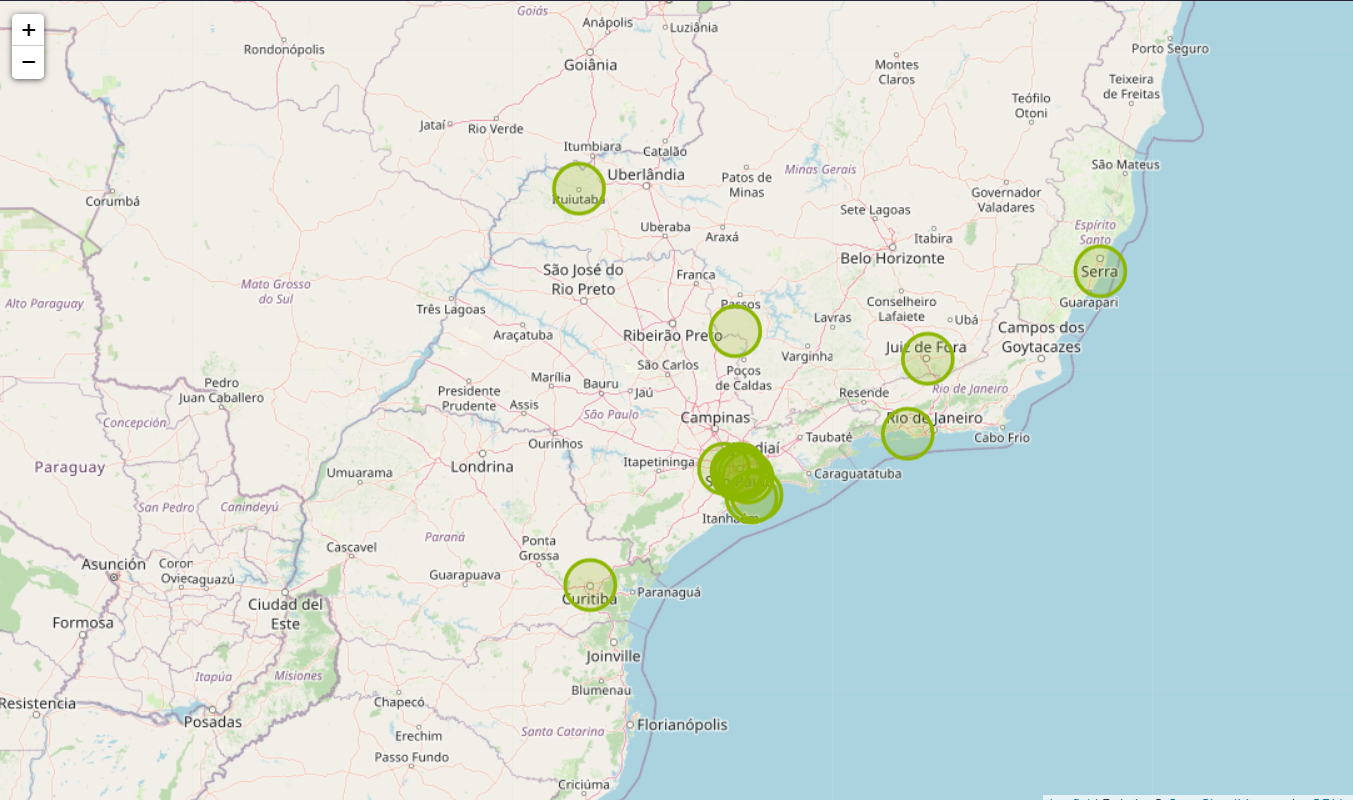 +
−
Goiás
Anápolis
Luziânia
Porto Seguro
Rondonópolis
Goiânia
Montes
Claros
Teixeira
de Freitas
Teófilo
Otoni
Jataí
Rio Verde
Itumbiara
Catalão
São Mateus
Minas Gerais
Uberlândia
Patos de
Minas
Corumbá
Ituiutaba
Governador
Valadares
Sete Lagoas
Uberaba
Araxá
Itabira
Espírito
Santo
Belo Horizonte
São José do
Rio Preto
Franca
Serra
Mato Grosso
do Sul
Alto Paraguay
Três Lagoas
Passos
Conselheiro
Lafaiete
Guarapari
Lavras
Ubá
Araçatuba
Ribeirão Preto
Campos dos
Goytacazes
Juiz de Fora
Varginha
São Carlos
Poços
de Caldas
Marília
Bauru
Jaú
Pedro
Juan Caballero
Presidente
Prudente
Assis
Resende
Rio de Janeiro
São Paulo
Campinas
Rio de Janeiro
Concepción
Cabo Frio
Taubaté
Ourinhos
diaí
Paraguay
Londrina
Itapetininga
Umuarama
Caraguatatuba
San Pedro
Canindeyú
Itanhaém
Paraná
Ponta
Grossa
Cascavel
Asunción
Coron
Oviedo
caguazú
Guarapuava
Curitiba
Paranaguá
Ciudad del
Este
Formosa
Joinville
Itapúa
Misiones
Blumenau
Resistencia
Chapecó
Posadas
Florianópolis
Santa Catarina
Erechim
Passo Fundo
Criciúma